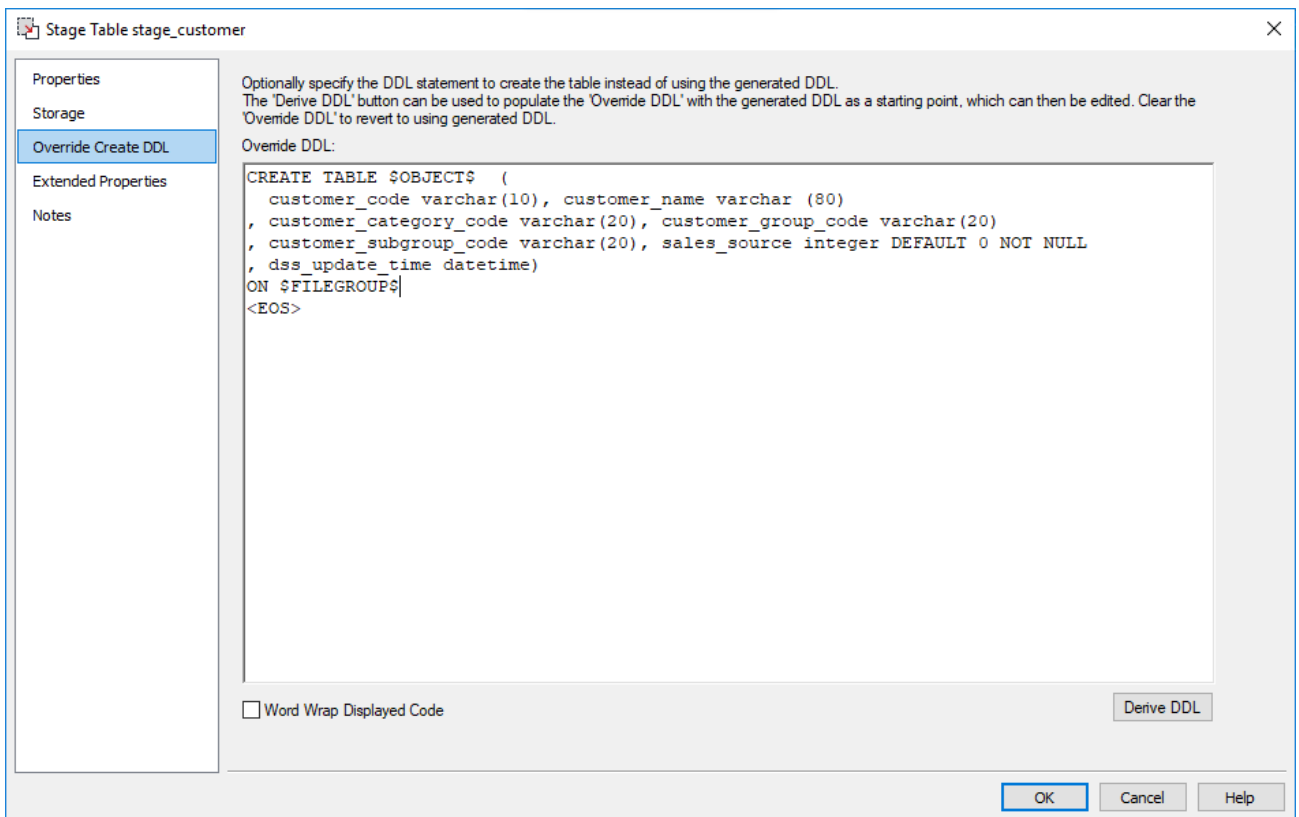 Stage Table stage_customer
Properties
Storage
Override Create DDL
Extended Properties
Notes
Optionally specify the DDL statement to create the table instead of using the generated DDL.
The 'Derive DDL' button can be used to populate the 'Override DDL' with the generated DDL as a starting point, which can then be edited. Clear the
'Override DDL' to revert to using generated DDL.
Override DDL:
CREATE TABLE $OBJECT$  (
  customer_code varchar(10), customer_name varchar (80)
, customer_category_code varchar(20), customer_group_code varchar(20)
, customer_subgroup_code varchar(20), sales_source integer DEFAULT 0 NOT NULL
, dss_update_time datetime)
ON $FILEGROUP$
<EOS>
Word Wrap Displayed Code
Derive DDL
OK
Cancel
Help